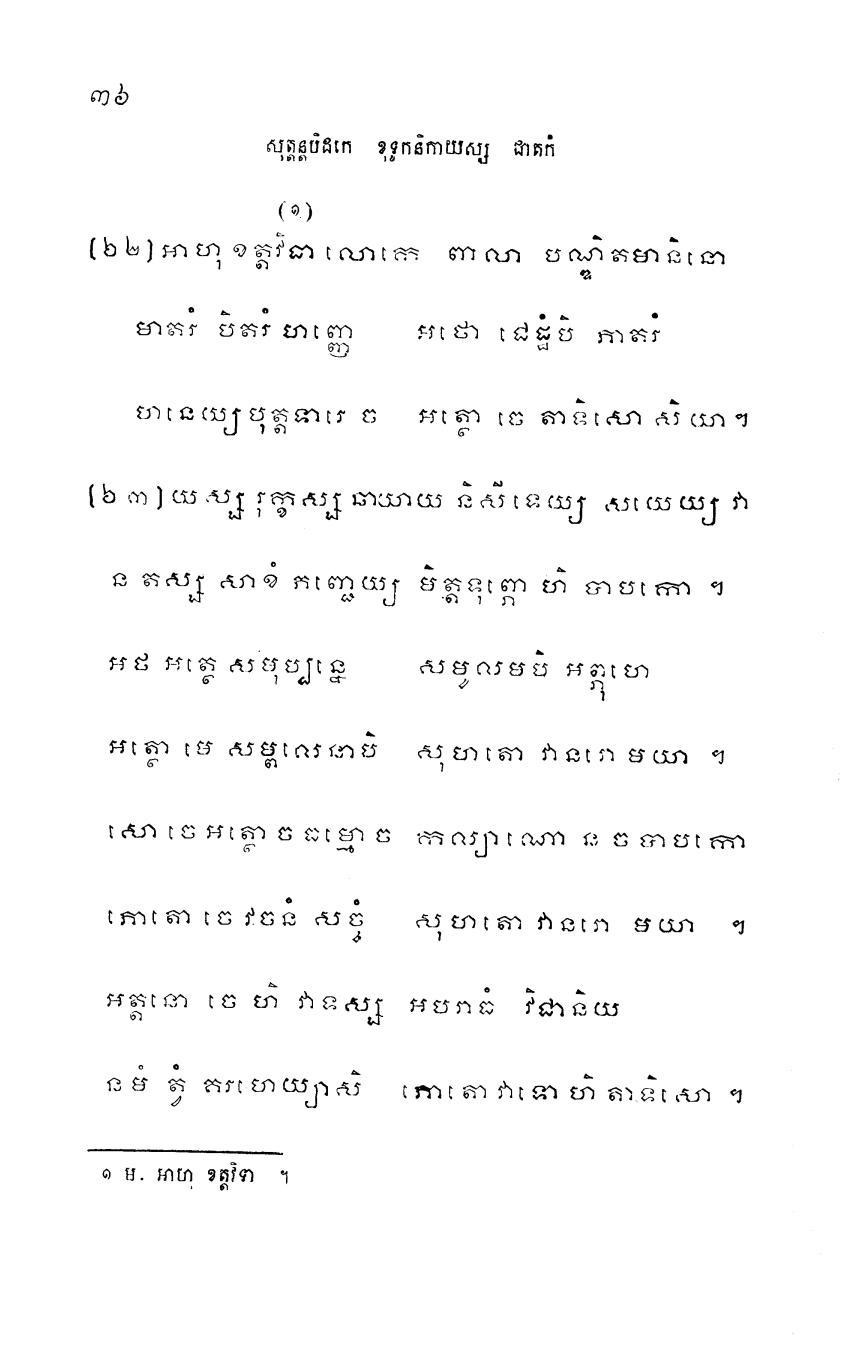 ៣៦
សុត្តន្តបិដកេ ខុទ្ទកនិកាយស្ស ជាតកំ
(១)
(៦២) អាហុ ខត្តវិជា លោកេ ពាលា បណ្ឌិតមានិនោ
មាតរំ បិតរំ ហញ្ញេ អថោ ជេដ្ឋំបិ ភាតរំ
ហនេយ្យ បុត្តទារេ ច អត្ថោ ចេ តាទិសោ សិយា ។
(៦៣) យស្ស រុក្ខស្ស ឆាយាយ និសីទេយ្យ សយេយ្យ វា
ន តស្ស សាខំ ភញ្ជេយ្យ មិត្តទុព្ភោ ហិ បាបកោ ។
អថ អត្ថេ សមុប្បន្នេ សមូលមបិ អព្ភុហេ
អត្ថោ មេ សម្ពលេនាបិ សុហតោ វានរោ មយា ។
សោ ចេ អត្ថោ ច ធម្មោ ច កល្យាណោ ន ច បាបកោ
ភោតោ ចេ វចនំ សច្ចំ សុហតោ វានរោ មយា ។
អត្តនោ ចេ ហិ វាទស្ស អបរាធំ វិជានិយ
ន មំ ត្វំ គរហេយ្យាសិ ភោតោ វាទោ ហិ តាទិសោ ។
១ ម. អាហុ ខត្តវិទា ។